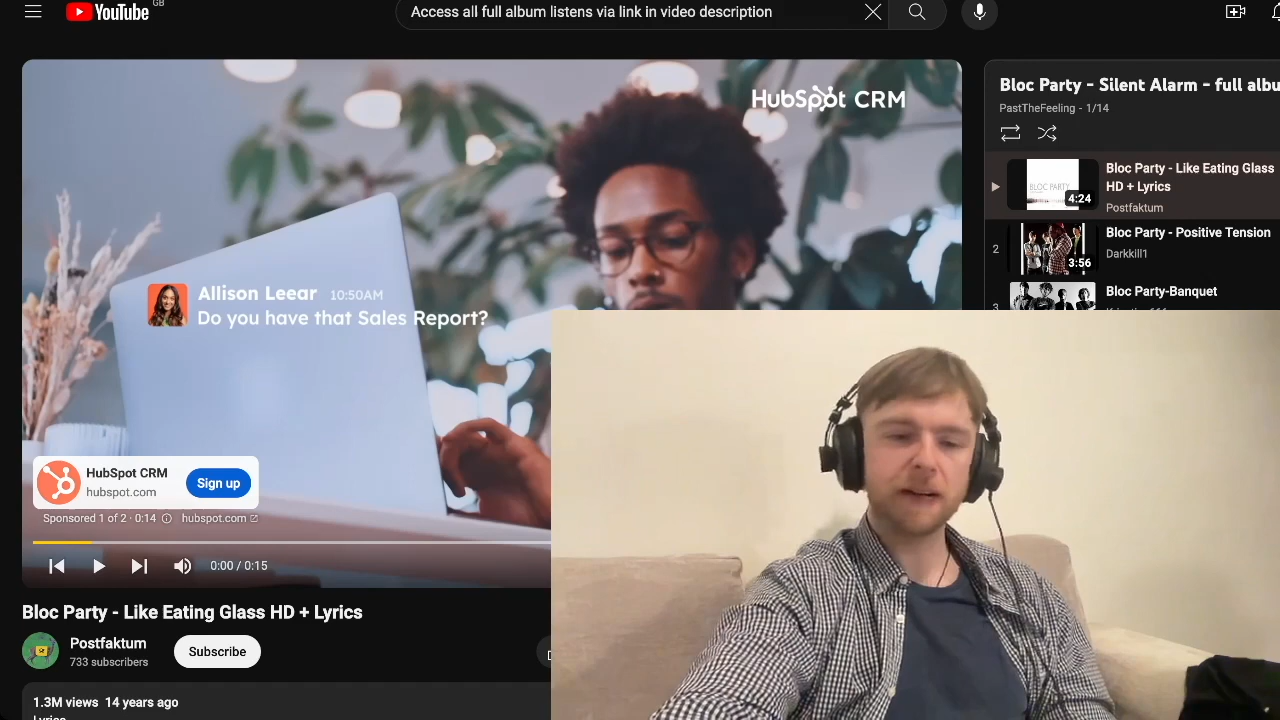 YouTube GB
Access all full album listens via link in video description
HubSpot CRM
Allison Leear 10:50AM
Do you have that Sales Report?
HubSpot CRM
hubspot.com
Sign up
Sponsored 1 of 2 · 0:14 hubspot.com
0:00 / 0:15
Bloc Party - Like Eating Glass HD + Lyrics
Postfaktum
733 subscribers
Subscribe
1.3M views 14 years ago
Lyrics
Bloc Party - Silent Alarm - full albu
PastTheFeeling - 1/14
BLOC PARTY
4:24
Bloc Party - Like Eating Glass
HD + Lyrics
Postfaktum
2
3:56
Bloc Party - Positive Tension
Darkkill1
3
Bloc Party-Banquet